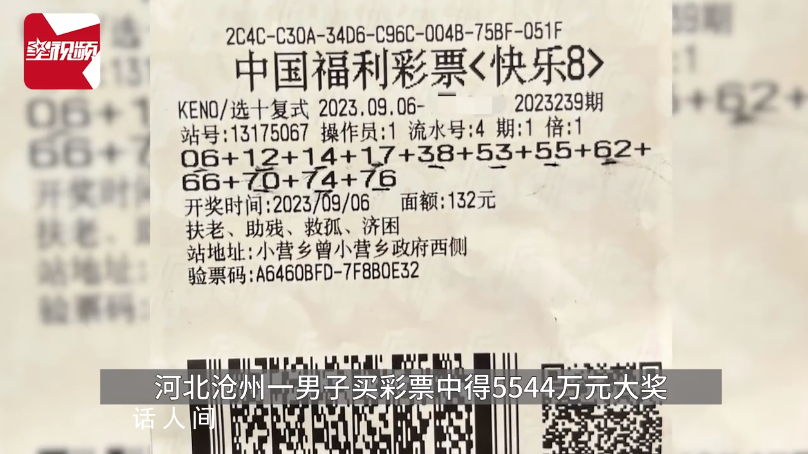 星视频
2C4C-C30A-34D6-C96C-004B-75BF-051F
中国福利彩票<快乐8>
KENO/选十复式 2023.09.06- 2023239期
站号:13175067 操作员:1 流水号:4 期:1 倍:1
06+12+14+17+38+53+55+62+
66+70+74+76
开奖时间:2023/09/06 面额:132元
扶老、助残、救孤、济困
站地址:小营乡曾小营乡政府西侧
验票码:A6460BFD-7F8B0E32
河北沧州一男子买彩票中得5544万元大奖
话人间